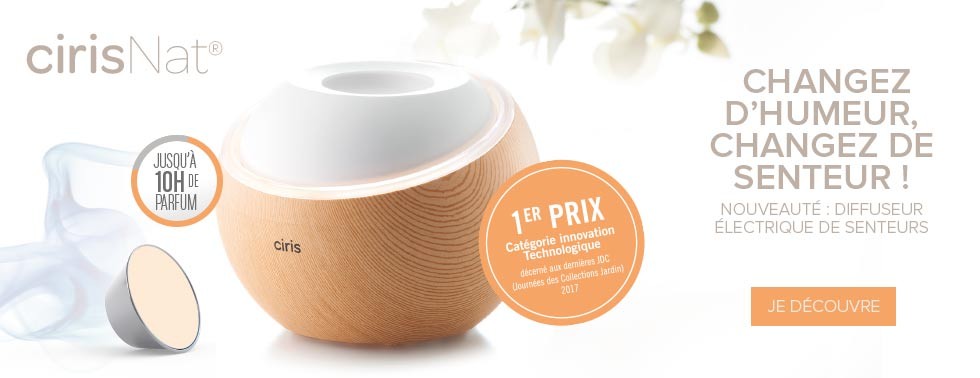 cirisNat®
JUSQU'À
10H DE
PARFUM
ciris
1ER PRIX
Catégorie innovation
Technologique
décerné aux dernières JDC
(Journées des Collections Jardin)
2017
CHANGEZ
D'HUMEUR,
CHANGEZ DE
SENTEUR !
NOUVEAUTÉ : DIFFUSEUR
ÉLECTRIQUE DE SENTEURS
JE DÉCOUVRE